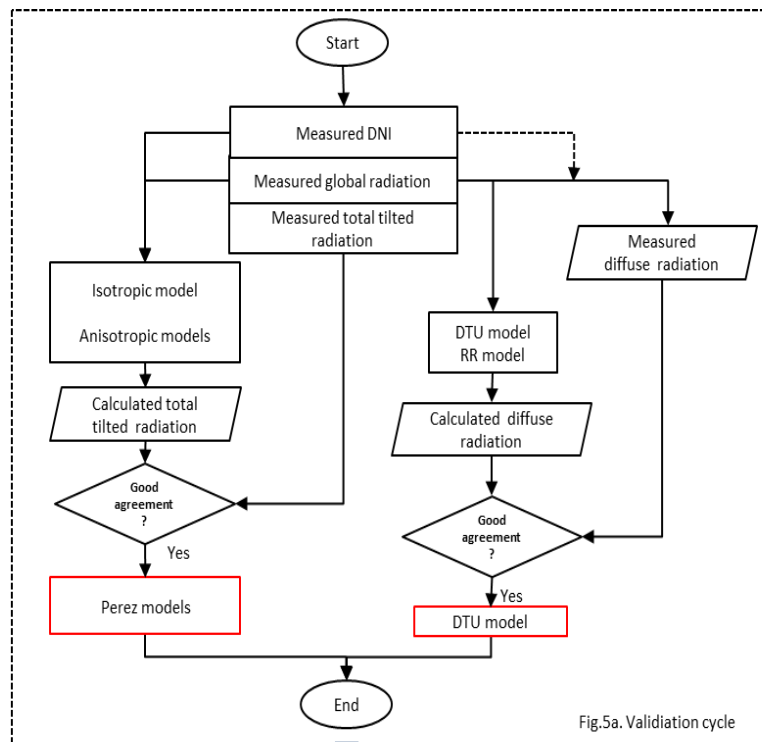 Start
Measured DNI
Measured global radiation
Measured total tilted
radiation
Measured
diffuse radiation
Isotropic model
Anisotropic models
DTU model
RR model
Calculated total
tilted radiation
Calculated diffuse
radiation
Good
agreement
?
Good
agreement
?
Yes
Yes
Perez models
DTU model
End
Fig.5a. Validiation cycle